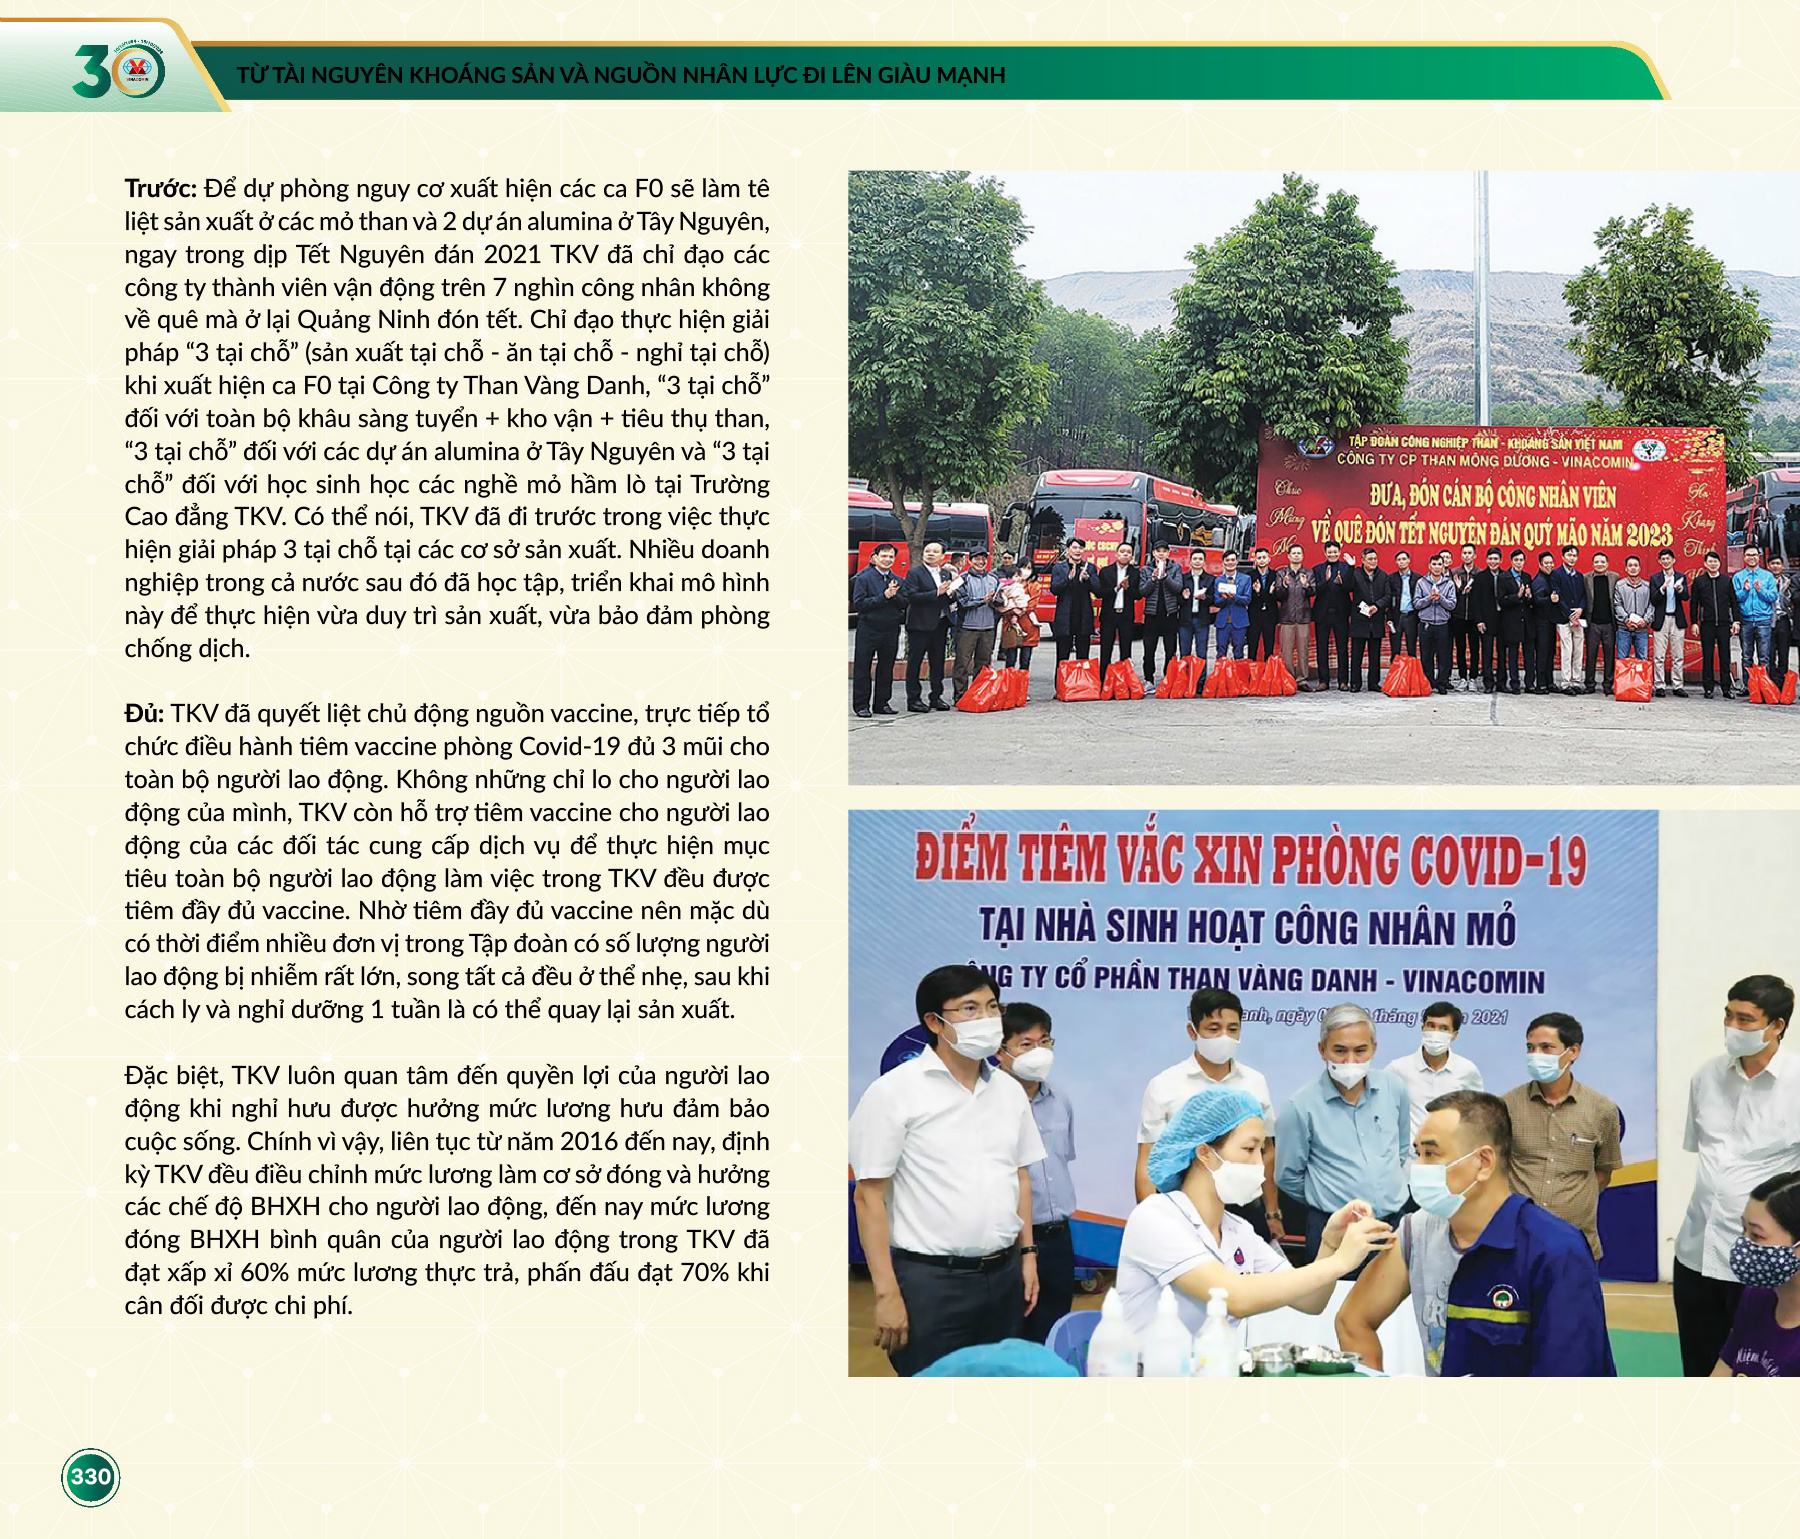 30
VINACOMIN
TỪ TÀI NGUYÊN KHOÁNG SẢN VÀ NGUỒN NHÂN LỰC ĐI LÊN GIÀU MẠNH
Trước: Để dự phòng nguy cơ xuất hiện các ca F0 sẽ làm tê
liệt sản xuất ở các mỏ than và 2 dự án alumina ở Tây Nguyên,
ngay trong dịp Tết Nguyên đán 2021 TKV đã chỉ đạo các
công ty thành viên vận động trên 7 nghìn công nhân không
về quê mà ở lại Quảng Ninh đón tết. Chỉ đạo thực hiện giải
pháp “3 tại chỗ” (sản xuất tại chỗ - ăn tại chỗ - nghỉ tại chỗ)
khi xuất hiện ca F0 tại Công ty Than Vàng Danh, “3 tại chỗ”
đối với toàn bộ khâu sàng tuyển + kho vận + tiêu thụ than,
“3 tại chỗ” đối với các dự án alumina ở Tây Nguyên và “3 tại
chỗ” đối với học sinh học các nghề mỏ hầm lò tại Trường
Cao đẳng TKV. Có thể nói, TKV đã đi trước trong việc thực
hiện giải pháp 3 tại chỗ tại các cơ sở sản xuất. Nhiều doanh
nghiệp trong cả nước sau đó đã học tập, triển khai mô hình
này để thực hiện vừa duy trì sản xuất, vừa bảo đảm phòng
chống dịch.
Đủ: TKV đã quyết liệt chủ động nguồn vaccine, trực tiếp tổ
chức điều hành tiêm vaccine phòng Covid-19 đủ 3 mũi cho
toàn bộ người lao động. Không những chỉ lo cho người lao
động của mình, TKV còn hỗ trợ tiêm vaccine cho người lao
động của các đối tác cung cấp dịch vụ để thực hiện mục
tiêu toàn bộ người lao động làm việc trong TKV đều được
tiêm đầy đủ vaccine. Nhờ tiêm đầy đủ vaccine nên mặc dù
có thời điểm nhiều đơn vị trong Tập đoàn có số lượng người
lao động bị nhiễm rất lớn, song tất cả đều ở thể nhẹ, sau khi
cách ly và nghỉ dưỡng 1 tuần là có thể quay lại sản xuất.
Đặc biệt, TKV luôn quan tâm đến quyền lợi của người lao
động khi nghỉ hưu được hưởng mức lương hưu đảm bảo
cuộc sống. Chính vì vậy, liên tục từ năm 2016 đến nay, định
kỳ TKV đều điều chỉnh mức lương làm cơ sở đóng và hưởng
các chế độ BHXH cho người lao động, đến nay mức lương
đóng BHXH bình quân của người lao động trong TKV đã
đạt xấp xỉ 60% mức lương thực trả, phấn đấu đạt 70% khi
cân đối được chi phí.
TẬP ĐOÀN CÔNG NGHIỆP THAN - KHOÁNG SẢN VIỆT NAM
CÔNG TY CP THAN MÔNG DƯƠNG - VINACOMIN
Chúc
Mừng
ĐƯA, ĐÓN CÁN BỘ CÔNG NHÂN VIÊN
VỀ QUÊ ĐÓN TẾT NGUYÊN ĐÁN QUÝ MÃO NĂM 2023
An
Khang
ĐIỂM TIÊM VẮC XIN PHÒNG COVID-19
TẠI NHÀ SINH HOẠT CÔNG NHÂN MỎ
NG TY CỔ PHẦN THAN VÀNG DANH - VINACOMIN
anh, ngày tháng 2021
330